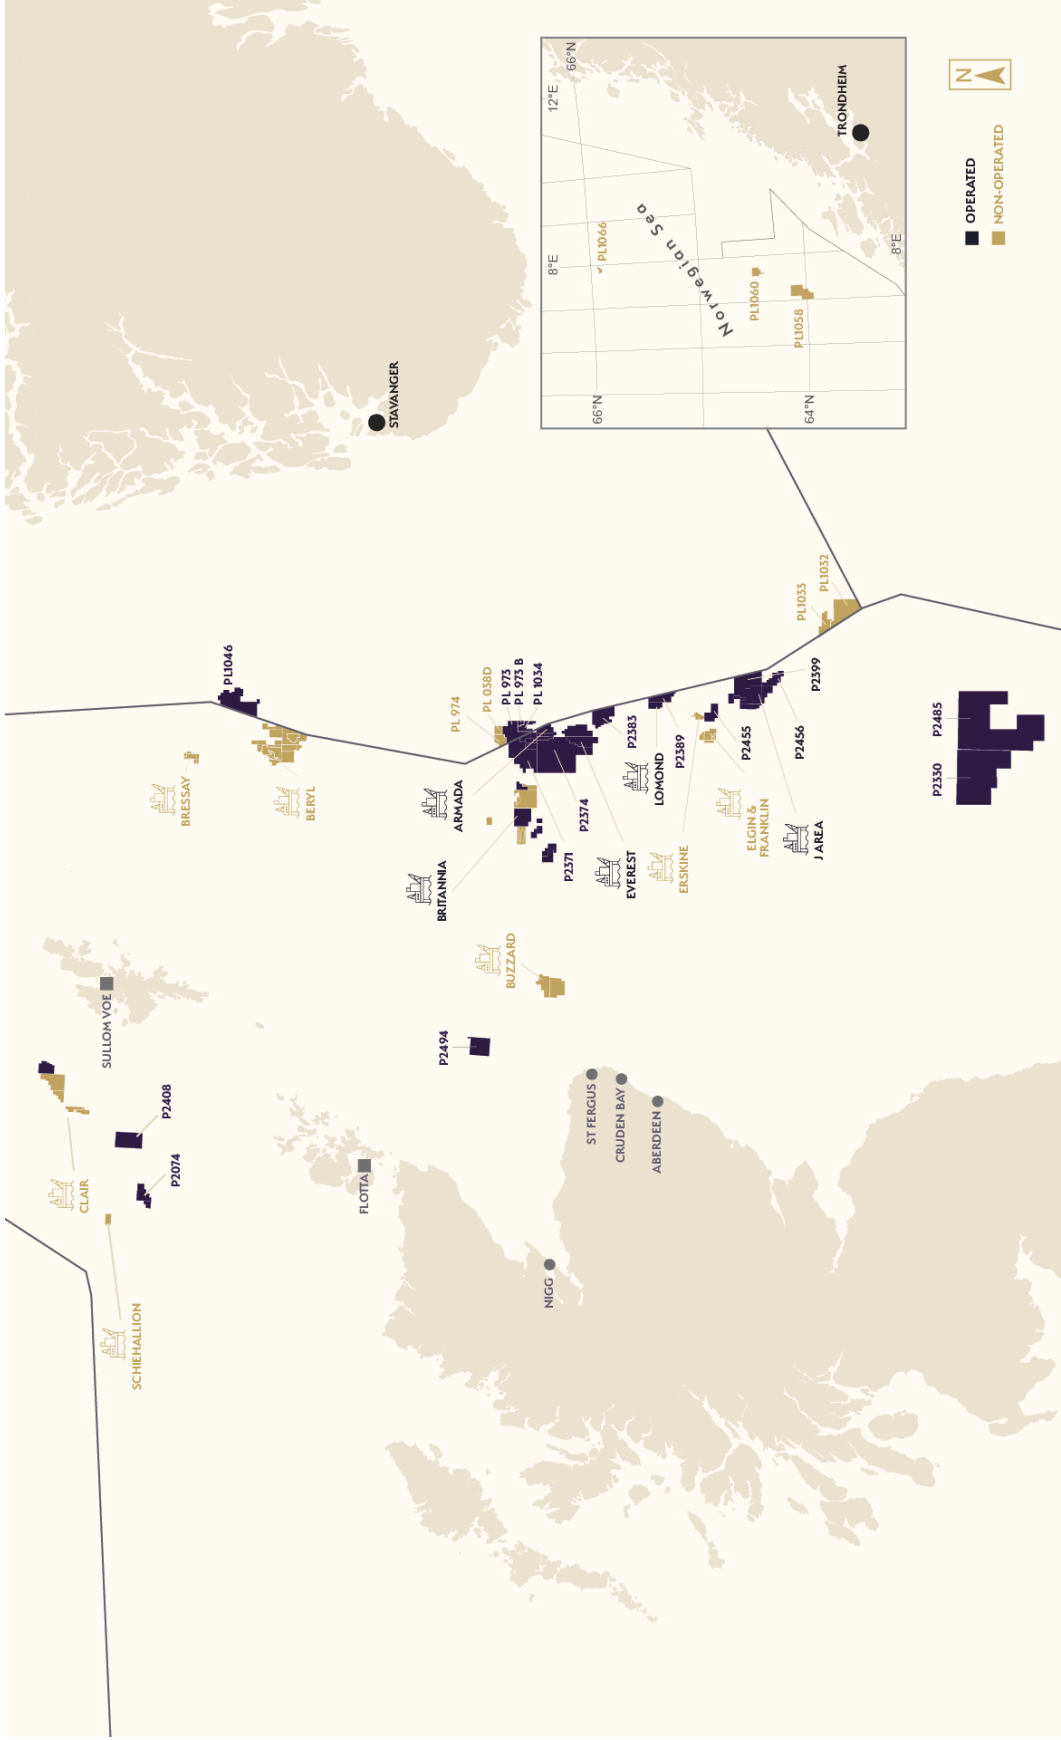 SCHIEHALLION
CLAIR
P2074
P2408
SULLOM VOE
FLOTTA
NIGG
ST FERGUS
CRUDEN BAY
ABERDEEN
P2494
BUZZARD
BRESSAY
BERYL
PL1046
BRITANNIA
ARMADA
PL 974
PL 038D
PL 973
PL 973 B
PL 1034
P2371
P2374
EVEREST
P2383
LOMOND
P2389
ERSKINE
P2455
ELGIN &
FRANKLIN
J AREA
P2456
P2399
PL1033
PL1032
P2330
P2485
STAVANGER
66°N
64°N
8°E
12°E
66°N
8°E
Norwegian Sea
PL1066
PL1060
PL1058
TRONDHEIM
N
OPERATED
NON-OPERATED